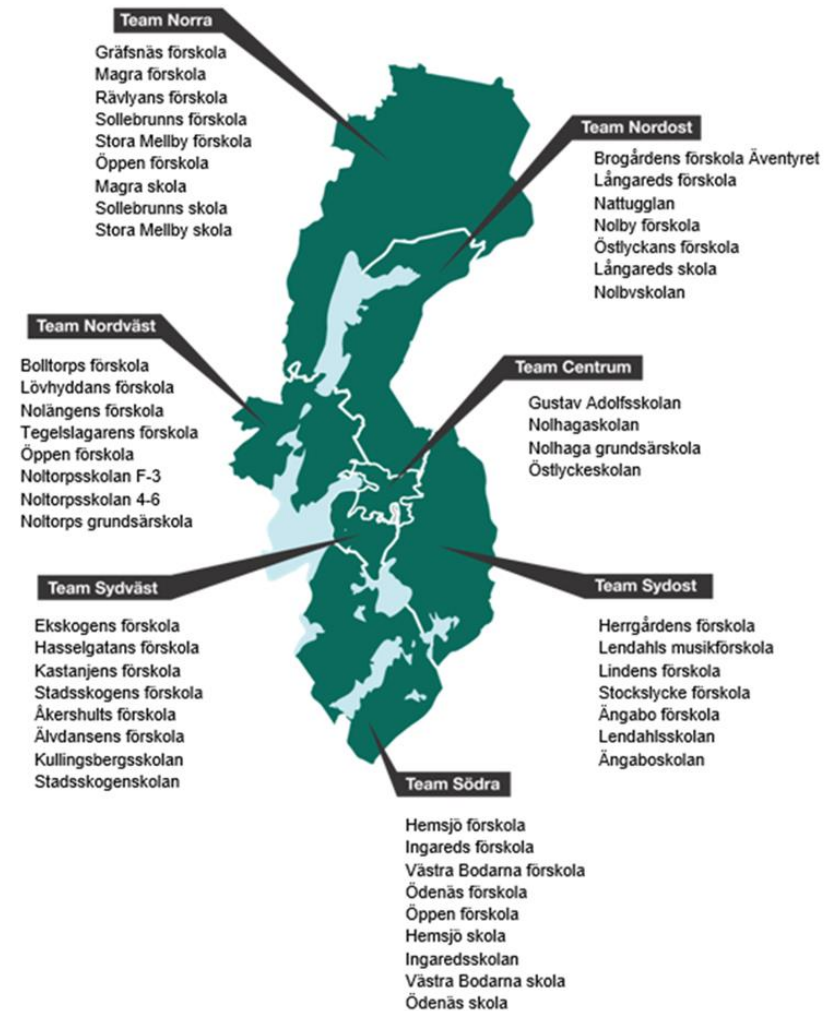 Team Norra
Gräfsnäs förskola
Magra förskola
Rävlyans förskola
Sollebrunns förskola
Stora Mellby förskola
Öppen förskola
Magra skola
Sollebrunns skola
Stora Mellby skola
Team Nordost
Brogårdens förskola Äventyret
Långareds förskola
Nattugglan
Nolby förskola
Östlyckans förskola
Långareds skola
Nolbvskolan
Team Nordväst
Bolltorps förskola
Lövhyddans förskola
Nolängens förskola
Tegelslagarens förskola
Öppen förskola
Noltorpsskolan F-3
Noltorpsskolan 4-6
Noltorps grundsärskola
Team Centrum
Gustav Adolfsskolan
Nolhagaskolan
Nolhaga grundsärskola
Östlyckeskolan
Team Sydväst
Ekskogens förskola
Hasselgatans förskola
Kastanjens förskola
Stadsskogens förskola
Åkershults förskola
Älvdansens förskola
Kullingsbergsskolan
Stadsskogenskolan
Team Sydost
Herrgårdens förskola
Lendahls musikförskola
Lindens förskola
Stockslycke förskola
Ängabo förskola
Lendahlsskolan
Ängaboskolan
Team Södra
Hemsjö förskola
Ingareds förskola
Västra Bodarna förskola
Ödenäs förskola
Öppen förskola
Hemsjö skola
Ingaredsskolan
Västra Bodarna skola
Ödenäs skola